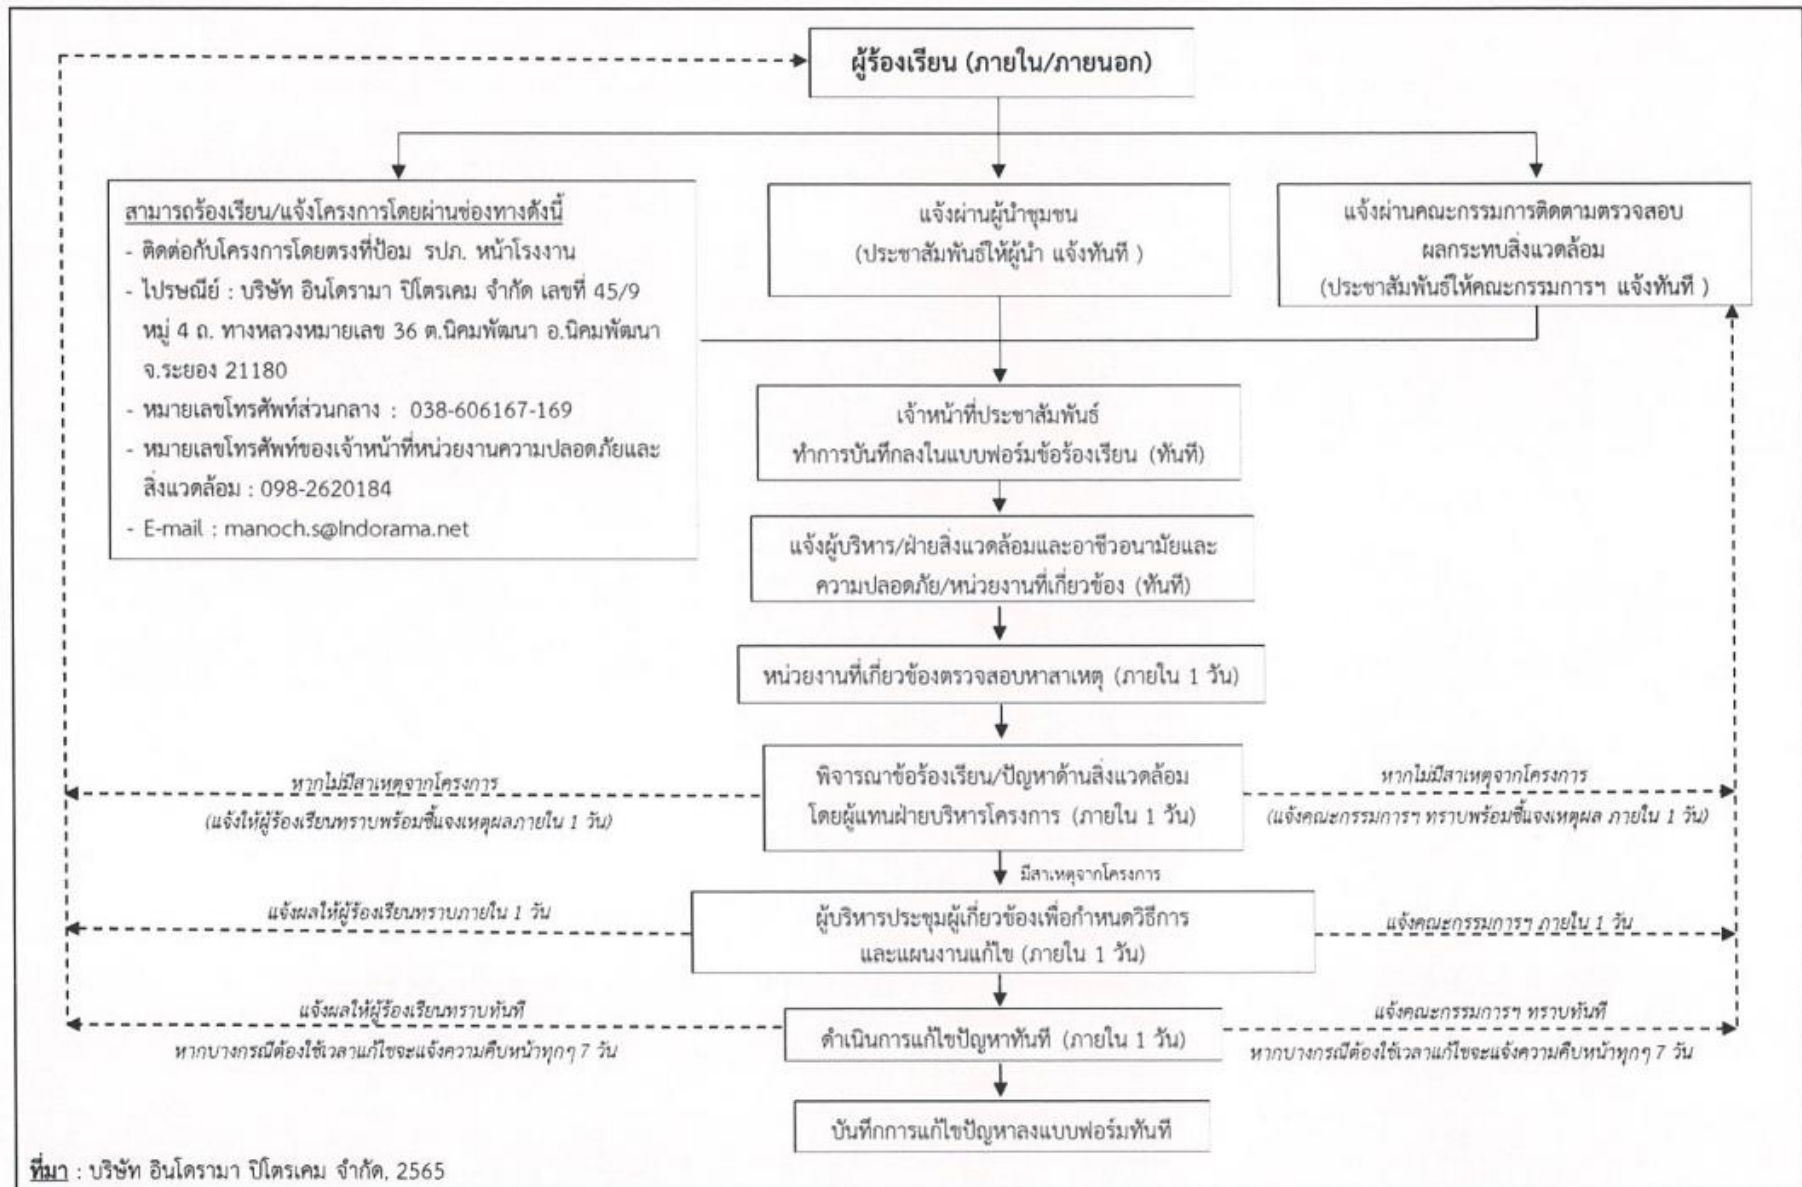 ผู้ร้องเรียน (ภายใน/ภายนอก)
สามารถร้องเรียน/แจ้งโครงการโดยผ่านช่องทางดังนี้
- ติดต่อกับโครงการโดยตรงที่ป้อม รปภ. หน้าโรงงาน
- ไปรษณีย์ : บริษัท อินโดรามา ปิโตรเคม จำกัด เลขที่ 45/9
หมู่ 4 ถ. ทางหลวงหมายเลข 36 ต.นิคมพัฒนา อ.นิคมพัฒนา
จ.ระยอง 21180
- หมายเลขโทรศัพท์ส่วนกลาง : 038-606167-169
- หมายเลขโทรศัพท์ของเจ้าหน้าที่หน่วยงานความปลอดภัยและ
สิ่งแวดล้อม : 098-2620184
- E-mail : manoch.s@Indorama.net
แจ้งผ่านผู้นำชุมชน
(ประชาสัมพันธ์ให้ผู้นำ แจ้งทันที )
แจ้งผ่านคณะกรรมการติดตามตรวจสอบ
ผลกระทบสิ่งแวดล้อม
(ประชาสัมพันธ์ให้คณะกรรมการฯ แจ้งทันที )
เจ้าหน้าที่ประชาสัมพันธ์
ทำการบันทึกลงในแบบฟอร์มข้อร้องเรียน (ทันที)
แจ้งผู้บริหาร/ฝ่ายสิ่งแวดล้อมและอาชีวอนามัยและ
ความปลอดภัย/หน่วยงานที่เกี่ยวข้อง (ทันที)
หน่วยงานที่เกี่ยวข้องตรวจสอบหาสาเหตุ (ภายใน 1 วัน)
หากไม่มีสาเหตุจากโครงการ
(แจ้งให้ผู้ร้องเรียนทราบพร้อมชี้แจงเหตุผลภายใน 1 วัน)
พิจารณาข้อร้องเรียน/ปัญหาด้านสิ่งแวดล้อม
โดยผู้แทนฝ่ายบริหารโครงการ (ภายใน 1 วัน)
หากไม่มีสาเหตุจากโครงการ
(แจ้งคณะกรรมการฯ ทราบพร้อมชี้แจงเหตุผล ภายใน 1 วัน)
มีสาเหตุจากโครงการ
แจ้งผลให้ผู้ร้องเรียนทราบภายใน 1 วัน
ผู้บริหารประชุมผู้เกี่ยวข้องเพื่อกำหนดวิธีการ
และแผนงานแก้ไข (ภายใน 1 วัน)
แจ้งคณะกรรมการฯ ภายใน 1 วัน
แจ้งผลให้ผู้ร้องเรียนทราบทันที
หากบางกรณีต้องใช้เวลาแก้ไขจะแจ้งความคืบหน้าทุกๆ 7 วัน
ดำเนินการแก้ไขปัญหาทันที (ภายใน 1 วัน)
แจ้งคณะกรรมการฯ ทราบทันที
หากบางกรณีต้องใช้เวลาแก้ไขจะแจ้งความคืบหน้าทุกๆ 7 วัน
บันทึกการแก้ไขปัญหาลงแบบฟอร์มทันที
ที่มา : บริษัท อินโดรามา ปิโตรเคม จำกัด, 2565